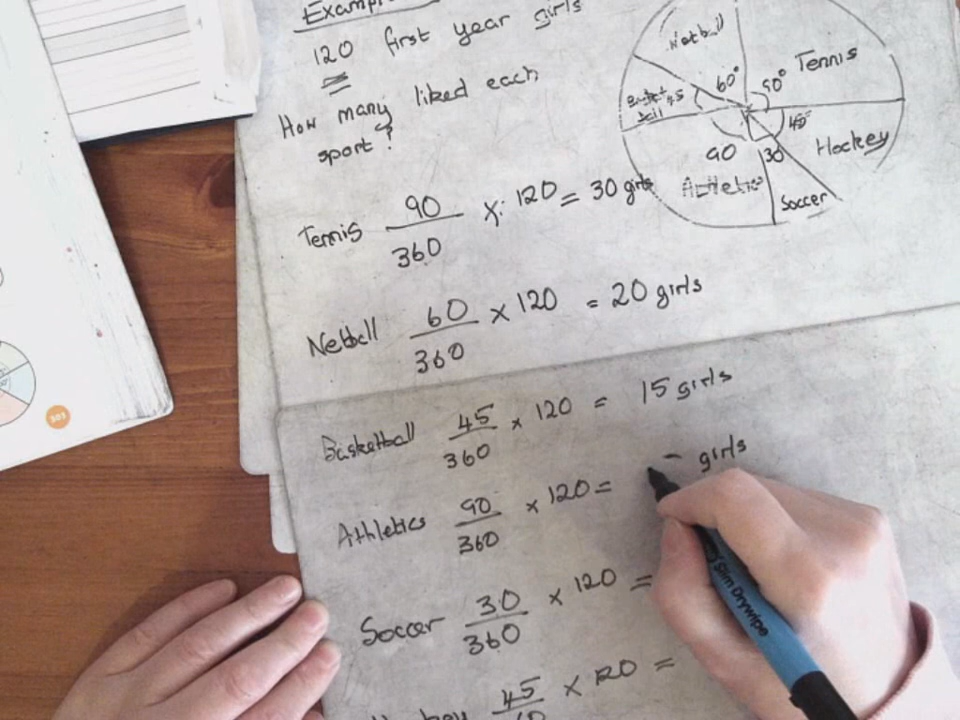 Example
120 first year girls
How many liked each
sport?
Netball
Tennis
60°
90°
45
45°
Hockey
90
30
Athletics
Soccer
Tennis 90/360 × 120 = 30 girls
Netball 60/360 × 120 = 20 girls
Basketball 45/360 × 120 = 15 girls
Athletics 90/360 × 120 = girls
Soccer 30/360 × 120 =
45 × 120 =
Slim Drywipe
303